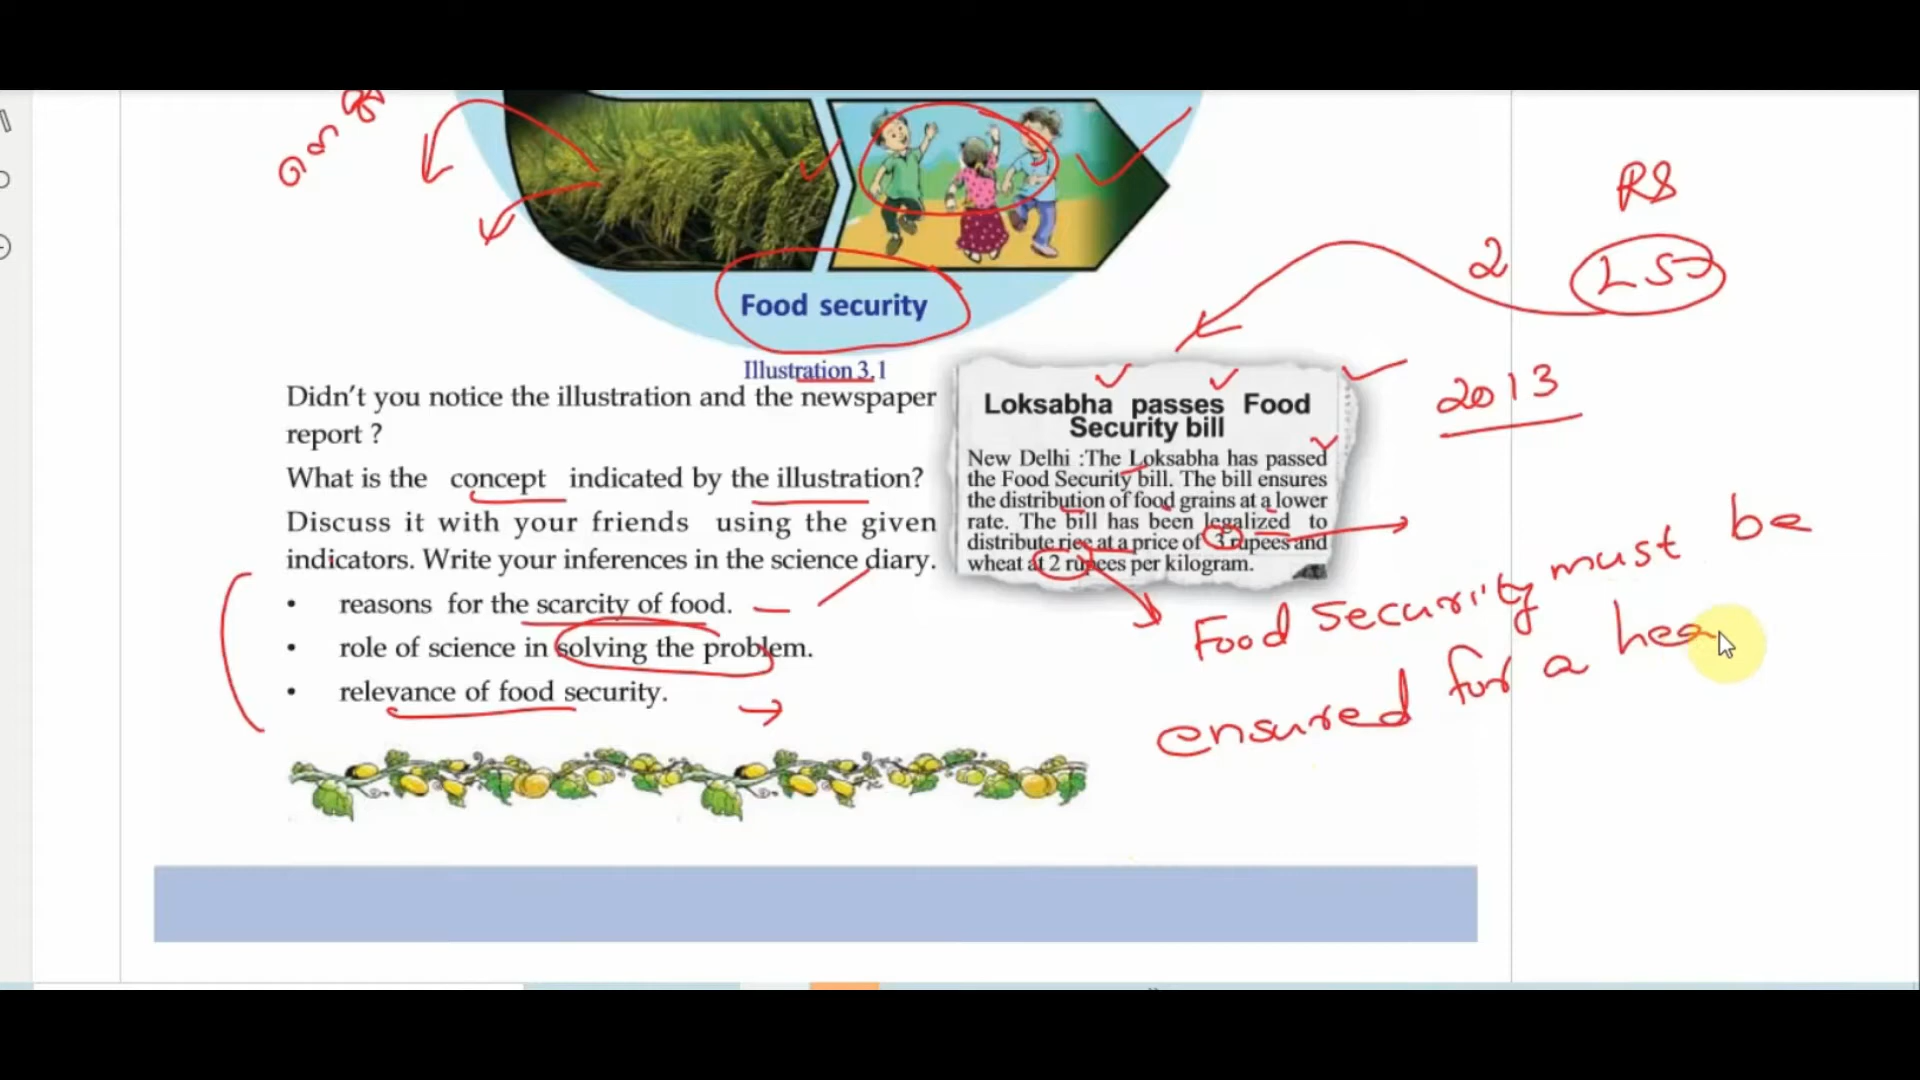 RS
2 LS
Food security
Illustration 3.1
2013
Didn't you notice the illustration and the newspaper
report ?
What is the concept indicated by the illustration?
Discuss it with your friends using the given
indicators. Write your inferences in the science diary.
• reasons for the scarcity of food.
• role of science in solving the problem.
• relevance of food security.
Loksabha passes Food
Security bill
New Delhi :The Loksabha has passed
the Food Security bill. The bill ensures
the distribution of food grains at a lower
rate. The bill has been legalized to
distribute rice at a price of 3 rupees and
wheat at 2 rupees per kilogram.
Food security must be
ensured for a hea